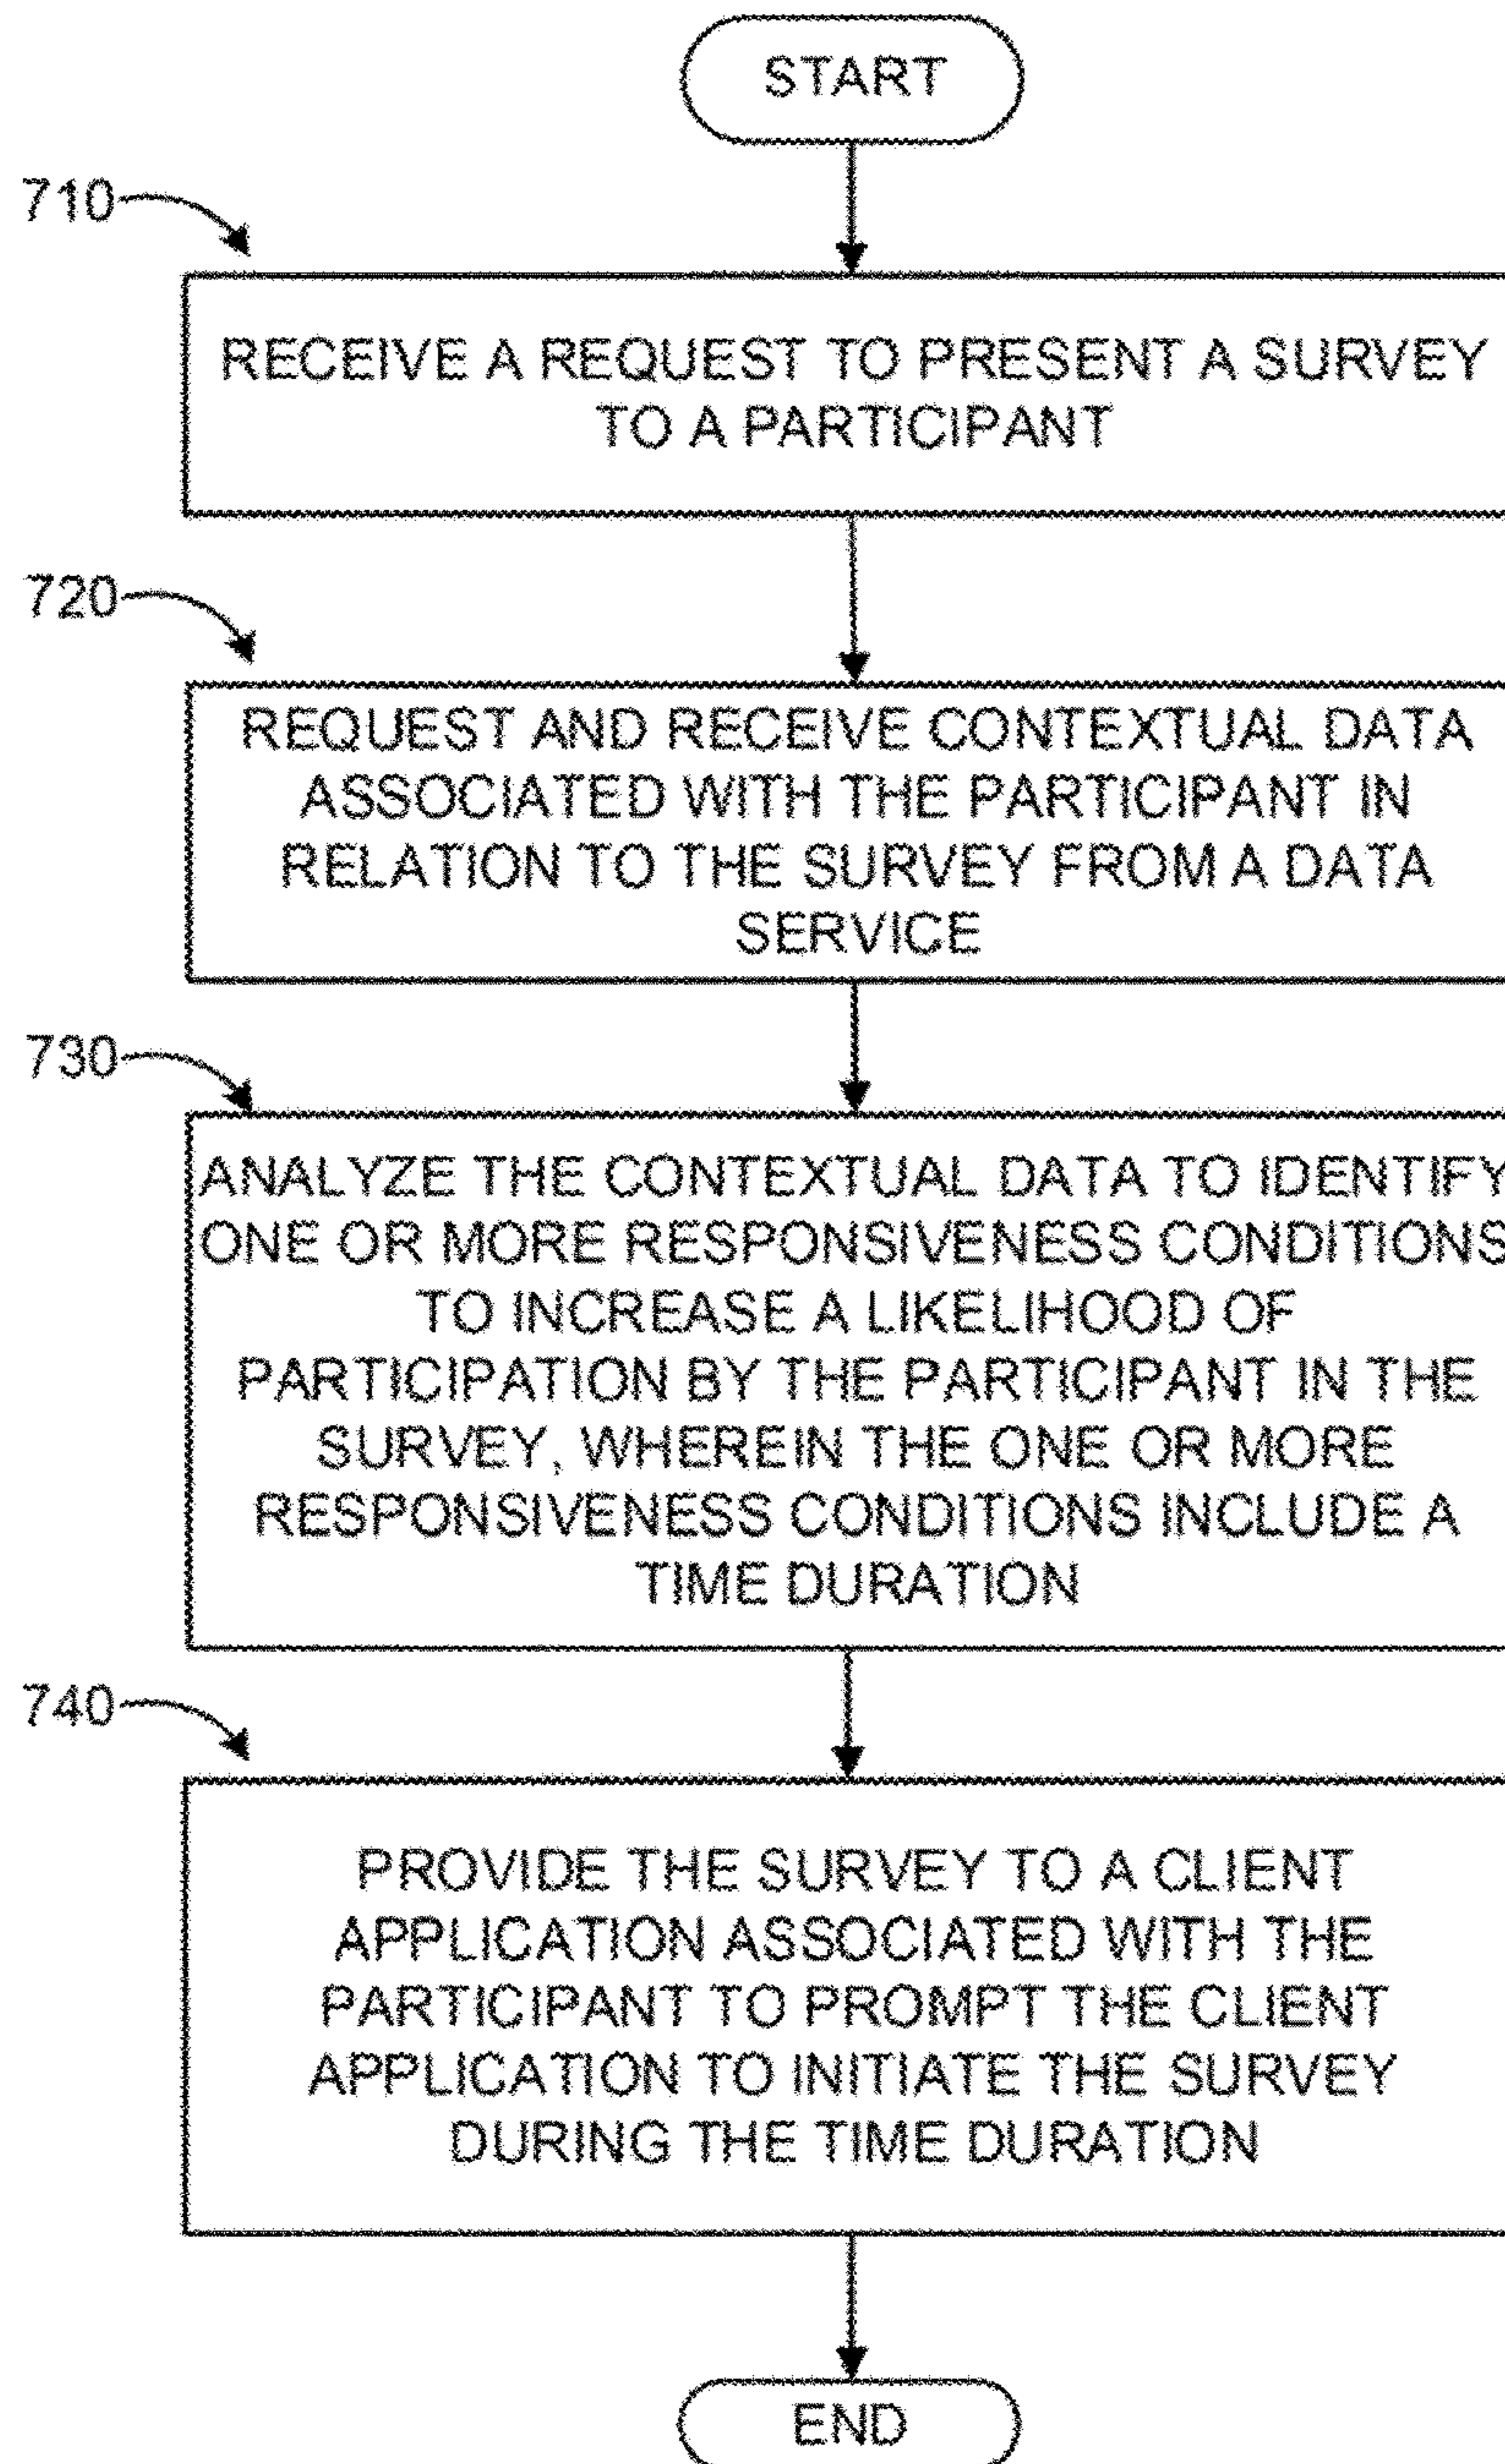 START
710
RECEIVE A REQUEST TO PRESENT A SURVEY
TO A PARTICIPANT
720
REQUEST AND RECEIVE CONTEXTUAL DATA
ASSOCIATED WITH THE PARTICIPANT IN
RELATION TO THE SURVEY FROM A DATA
SERVICE
730
ANALYZE THE CONTEXTUAL DATA TO IDENTIFY
ONE OR MORE RESPONSIVENESS CONDITIONS
TO INCREASE A LIKELIHOOD OF
PARTICIPATION BY THE PARTICIPANT IN THE
SURVEY, WHEREIN THE ONE OR MORE
RESPONSIVENESS CONDITIONS INCLUDE A
TIME DURATION
740
PROVIDE THE SURVEY TO A CLIENT
APPLICATION ASSOCIATED WITH THE
PARTICIPANT TO PROMPT THE CLIENT
APPLICATION TO INITIATE THE SURVEY
DURING THE TIME DURATION
END